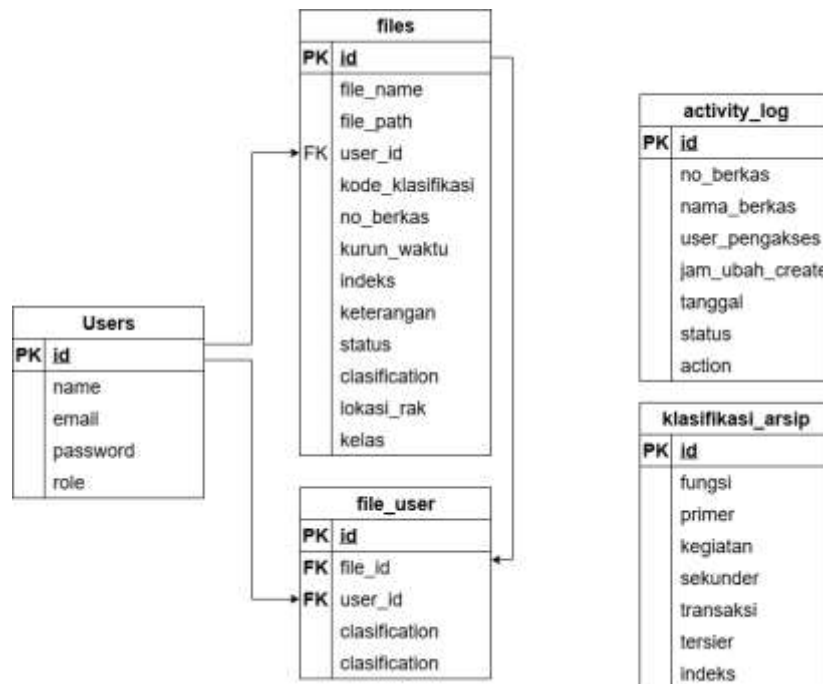 files
PK id
file_name
file_path
FK user_id
kode_klasifikasi
no_berkas
kurun_waktu
indeks
keterangan
status
clasification
lokasi_rak
kelas
Users
PK id
name
email
password
role
file_user
PK id
FK file_id
FK user_id
clasification
clasification
activity_log
PK id
no_berkas
nama_berkas
user_pengakses
jam_ubah_create
tanggal
status
action
klasifikasi_arsip
PK id
fungsi
primer
kegiatan
sekunder
transaksi
tersier
indeks